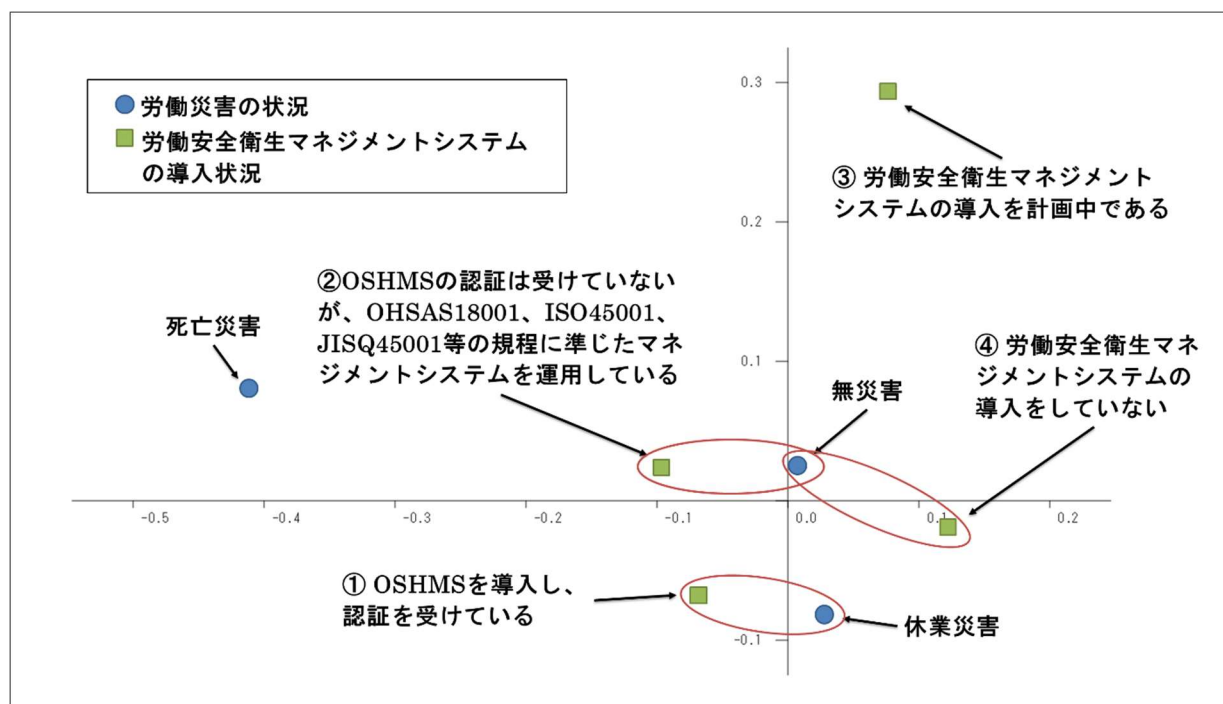 労働災害の状況
労働安全衛生マネジメントシステム
の導入状況
0.3
③ 労働安全衛生マネジメント
システムの導入を計画中である
0.2
②OSHMSの認証は受けていない
が、OHSAS18001、ISO45001、
JISQ45001等の規程に準じたマネ
ジメントシステムを運用している
死亡災害
0.1
④ 労働安全衛生マネ
ジメントシステムの
導入をしていない
無災害
-0.5
-0.4
-0.3
-0.2
-0.1
0.0
0.1
0.2
① OSHMSを導入し、
認証を受けている
休業災害
-0.1